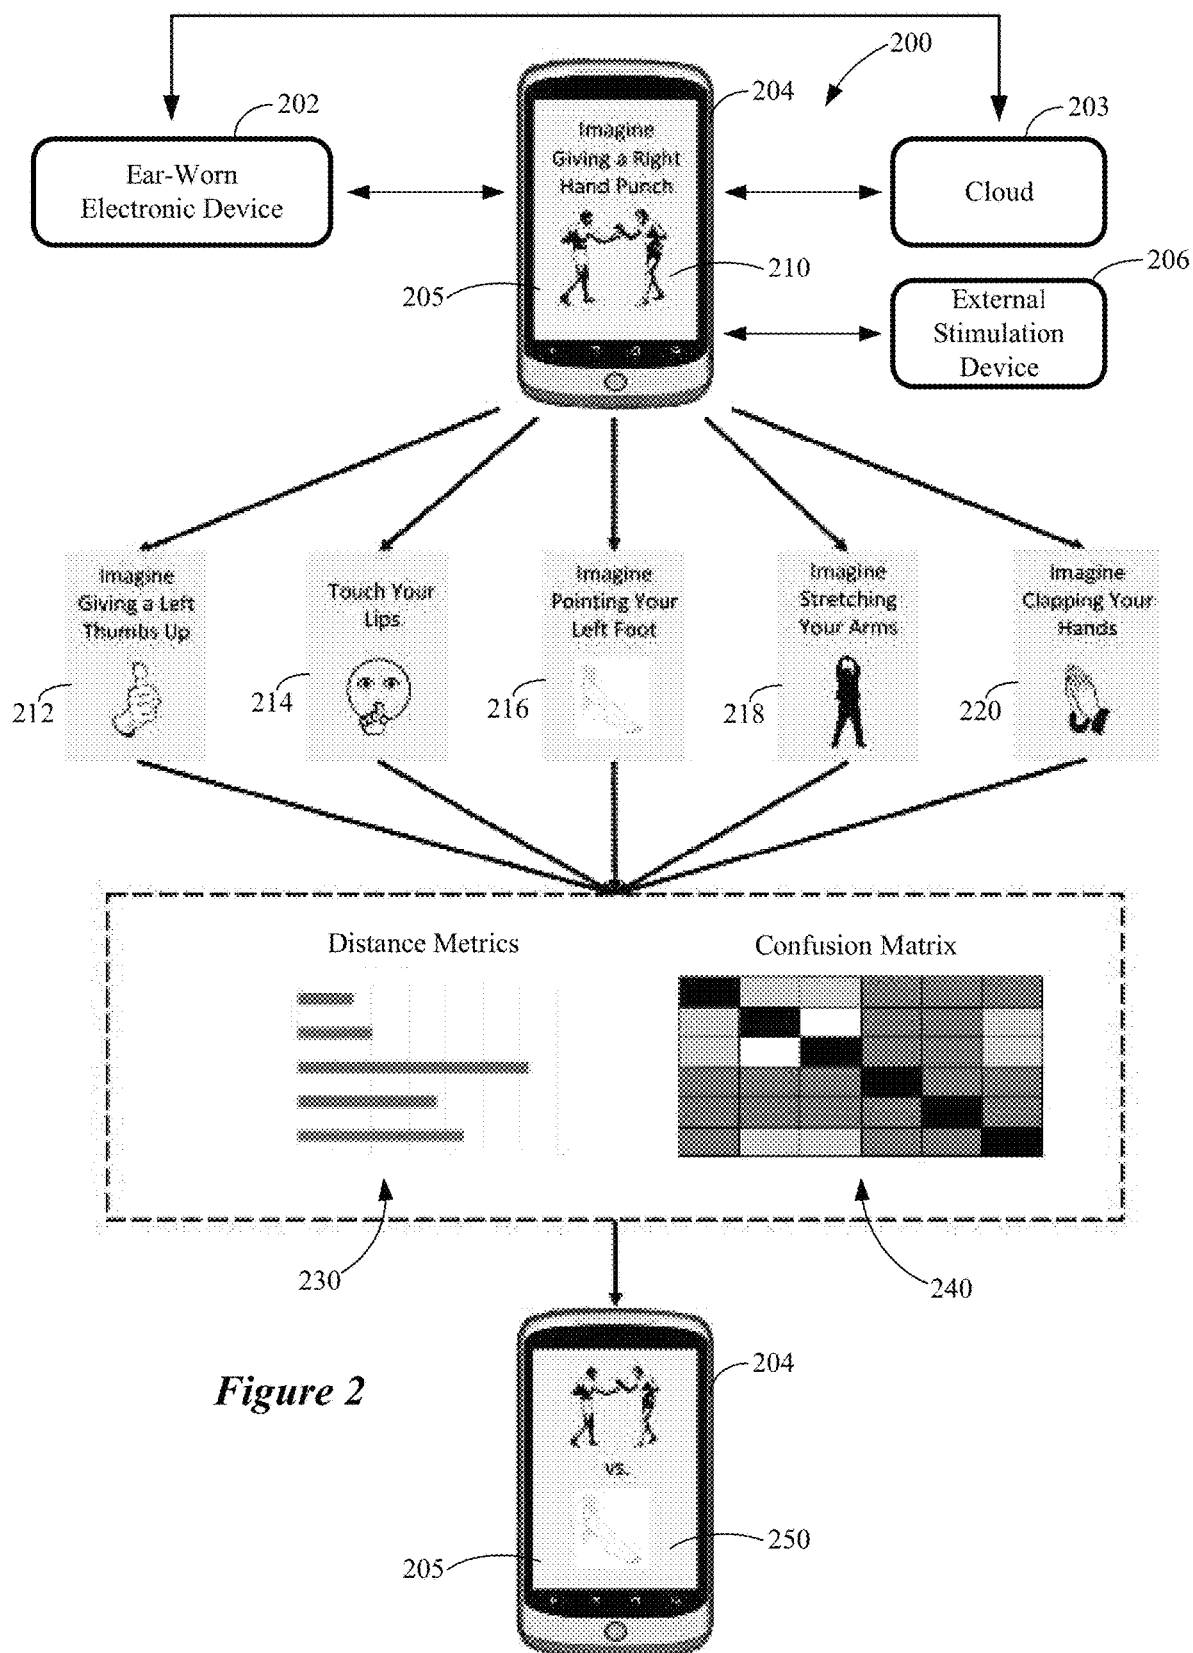 200
202
204
203
Ear-Worn
Electronic Device
Imagine
Giving a Right
Hand Punch
Cloud
205
210
206
External
Stimulation
Device
Imagine
Giving a Left
Thumbs Up
212
Touch Your
Lips
214
Imagine
Pointing Your
Left Foot
216
Imagine
Stretching
Your Arms
218
Imagine
Clapping Your
Hands
220
Distance Metrics
Confusion Matrix
230
240
Figure 2
204
vs.
205
250